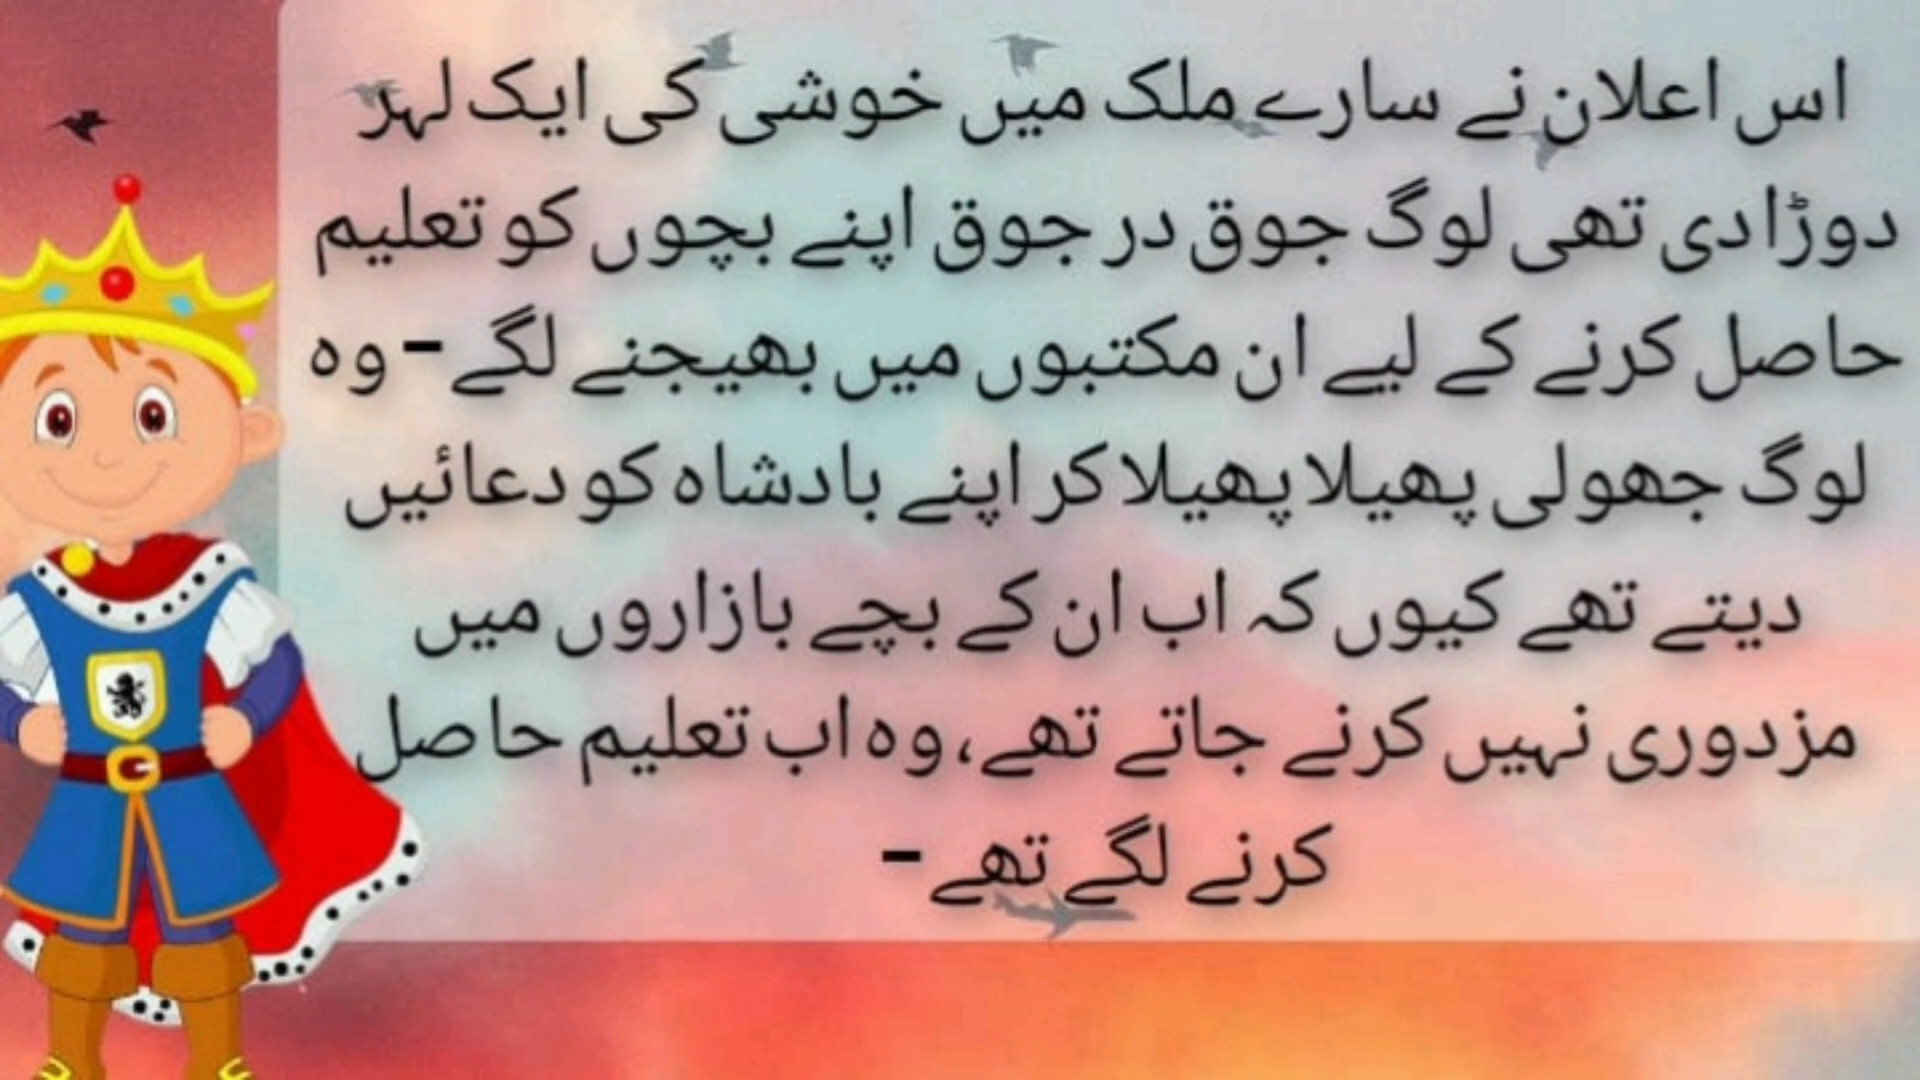 اس اعلان نے سارے ملک میں خوشی کی ایک لہر
دوڑا دی تھی لوگ جوق در جوق اپنے بچوں کو تعلیم
حاصل کرنے کے لیے ان مکتبوں میں بھیجنے لگے- وہ
لوگ جھولی پھیلا پھیلا کر اپنے بادشاہ کو دعائیں
دیتے تھے کیوں کہ اب ان کے بچے بازاروں میں
مزدوری نہیں کرنے جاتے تھے، وہ اب تعلیم حاصل
کرنے لگے تھے-